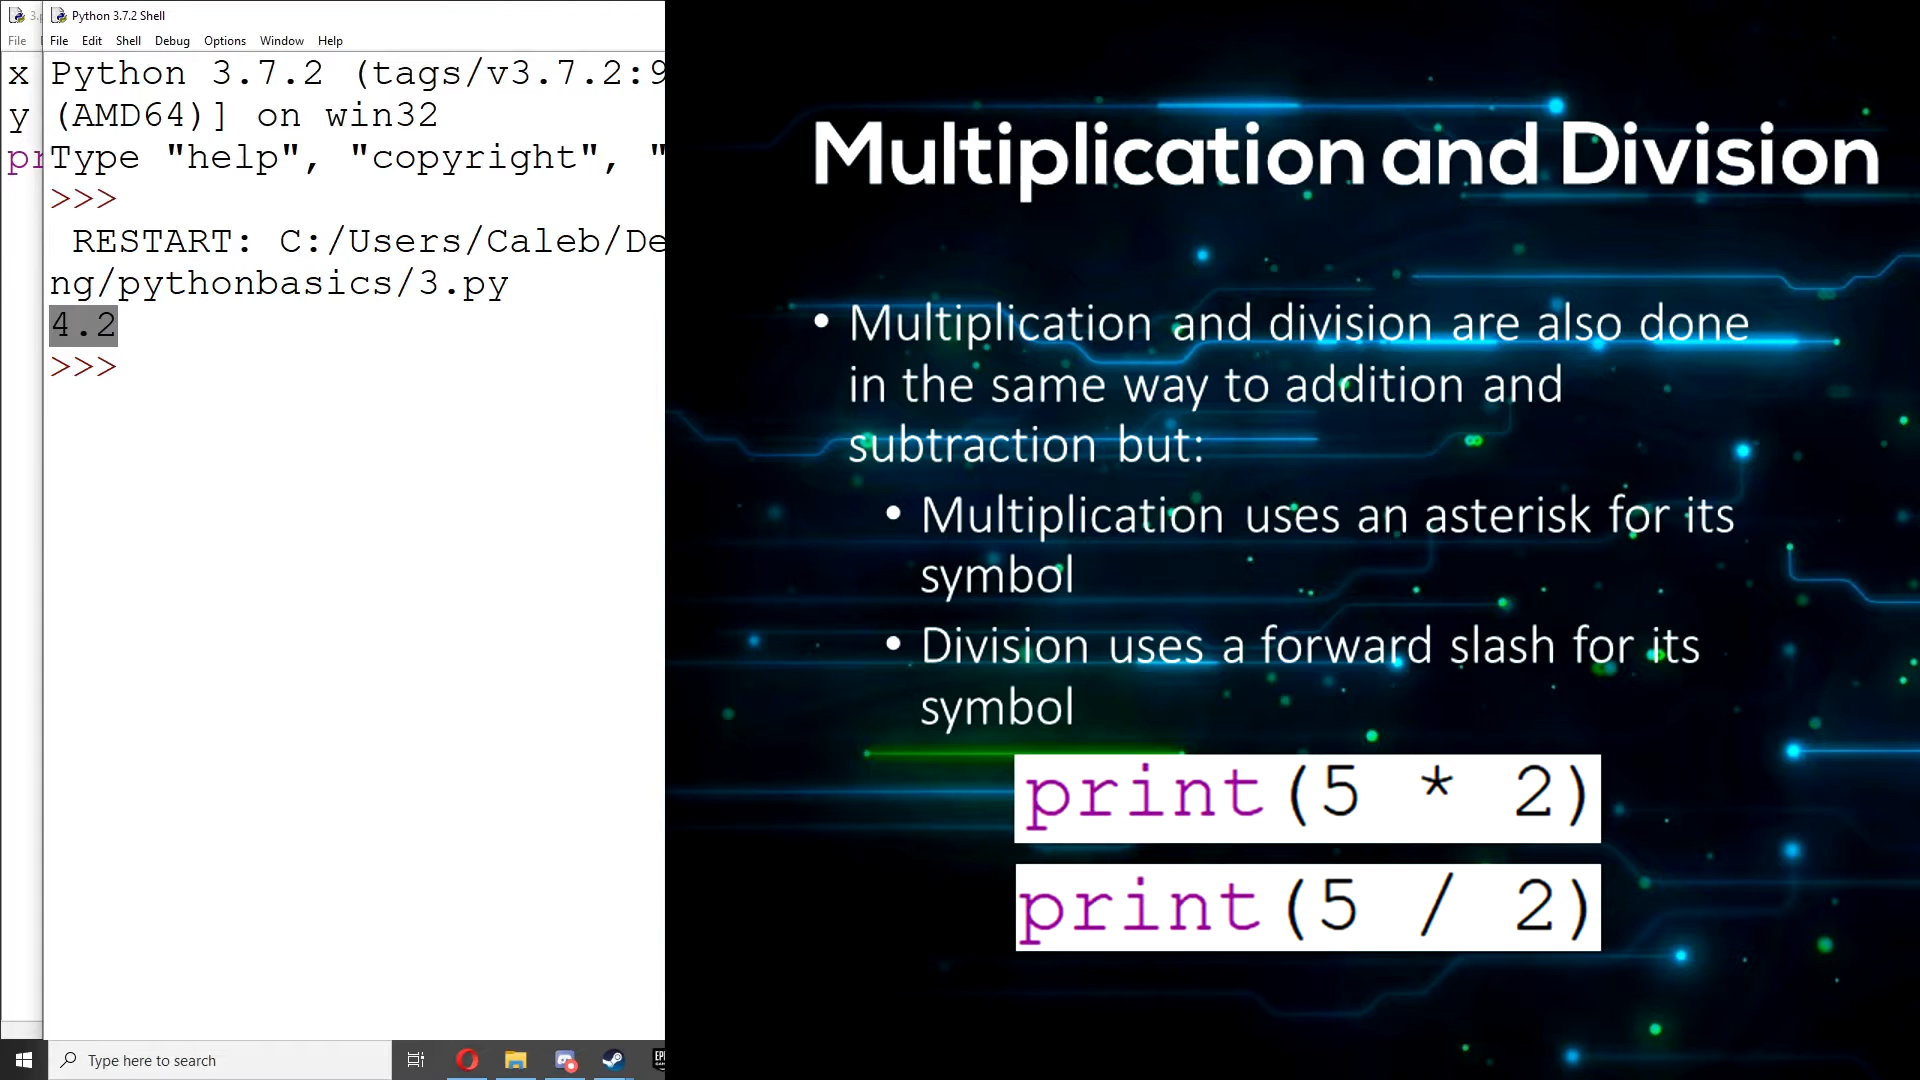 3.p
Python 3.7.2 Shell
File
File Edit Shell Debug Options Window Help
x
y
pr
Python 3.7.2 (tags/v3.7.2:9
(AMD64)] on win32
Type "help", "copyright", "
>>>
RESTART: C:/Users/Caleb/De
ng/pythonbasics/3.py
4.2
>>>
Type here to search
Multiplication and Division
• Multiplication and division are also done
in the same way to addition and
subtraction but:
• Multiplication uses an asterisk for its
symbol
• Division uses a forward slash for its
symbol
print(5 * 2)
print(5 / 2)